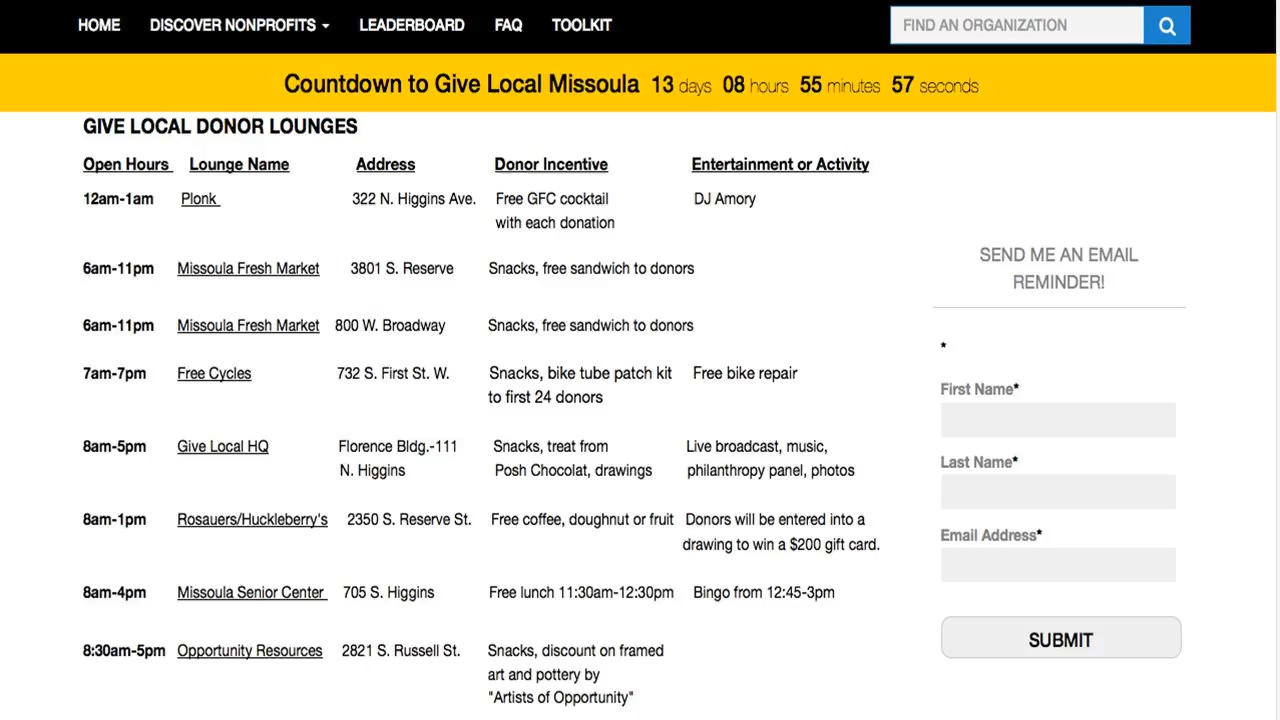 HOME DISCOVER NONPROFITS LEADERBOARD FAQ TOOLKIT FIND AN ORGANIZATION
Countdown to Give Local Missoula 13 days 08 hours 55 minutes 57 seconds
GIVE LOCAL DONOR LOUNGES
Open Hours Lounge Name Address Donor Incentive Entertainment or Activity
12am-1am Plonk 322 N. Higgins Ave. Free GFC cocktail DJ Amory
with each donation
6am-11pm Missoula Fresh Market 3801 S. Reserve Snacks, free sandwich to donors
6am-11pm Missoula Fresh Market 800 W. Broadway Snacks, free sandwich to donors
7am-7pm Free Cycles 732 S. First St. W. Snacks, bike tube patch kit Free bike repair
to first 24 donors
8am-5pm Give Local HQ Florence Bldg.-111 Snacks, treat from Live broadcast, music,
N. Higgins Posh Chocolat, drawings philanthropy panel, photos
8am-1pm Rosauers/Huckleberry's 2350 S. Reserve St. Free coffee, doughnut or fruit Donors will be entered into a
drawing to win a $200 gift card.
8am-4pm Missoula Senior Center 705 S. Higgins Free lunch 11:30am-12:30pm Bingo from 12:45-3pm
8:30am-5pm Opportunity Resources 2821 S. Russell St. Snacks, discount on framed
art and pottery by
"Artists of Opportunity"
SEND ME AN EMAIL
REMINDER!
*
First Name*
Last Name*
Email Address*
SUBMIT